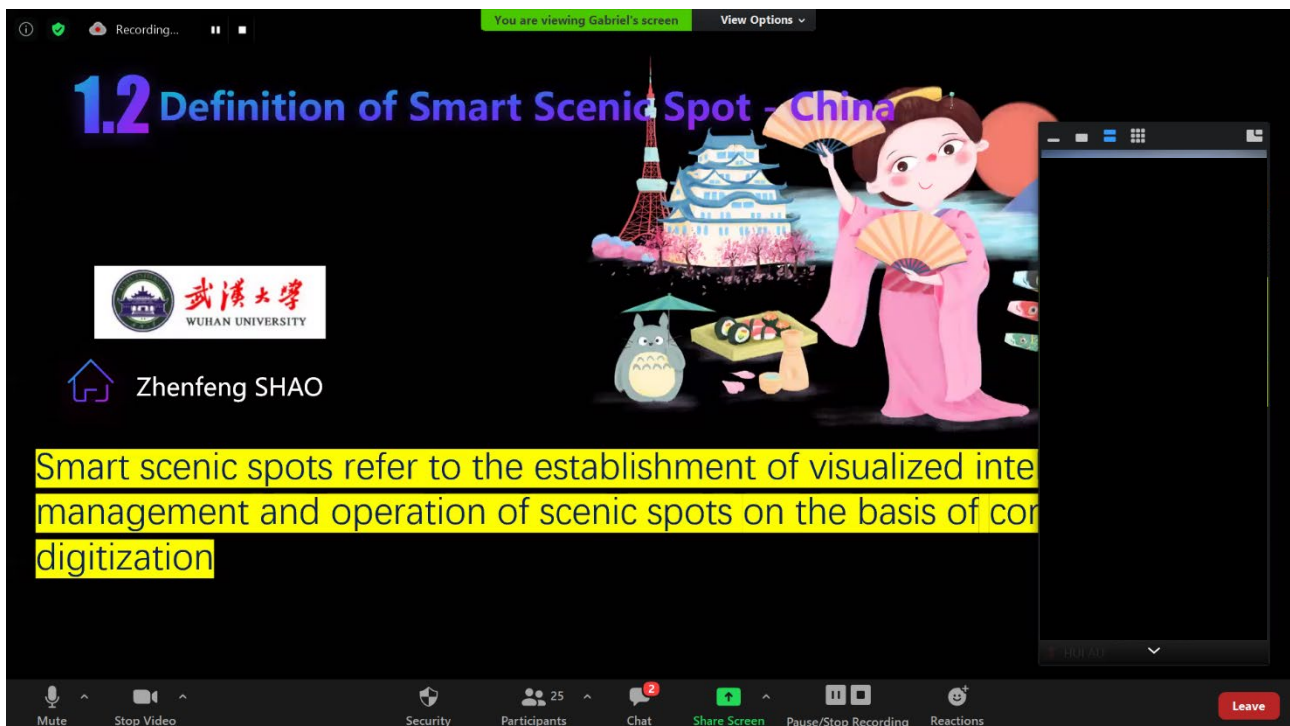 Recording...
You are viewing Gabriel's screen
View Options
1.2 Definition of Smart Scenic Spot - China
武漢大學
WUHAN UNIVERSITY
Zhenfeng SHAO
Smart scenic spots refer to the establishment of visualized
management and operation of scenic spots on the basis of
digitization
Mute
Stop Video
Security
25
Participants
2
Chat
Share Screen
Pause/Stop Recording
Reactions
Leave